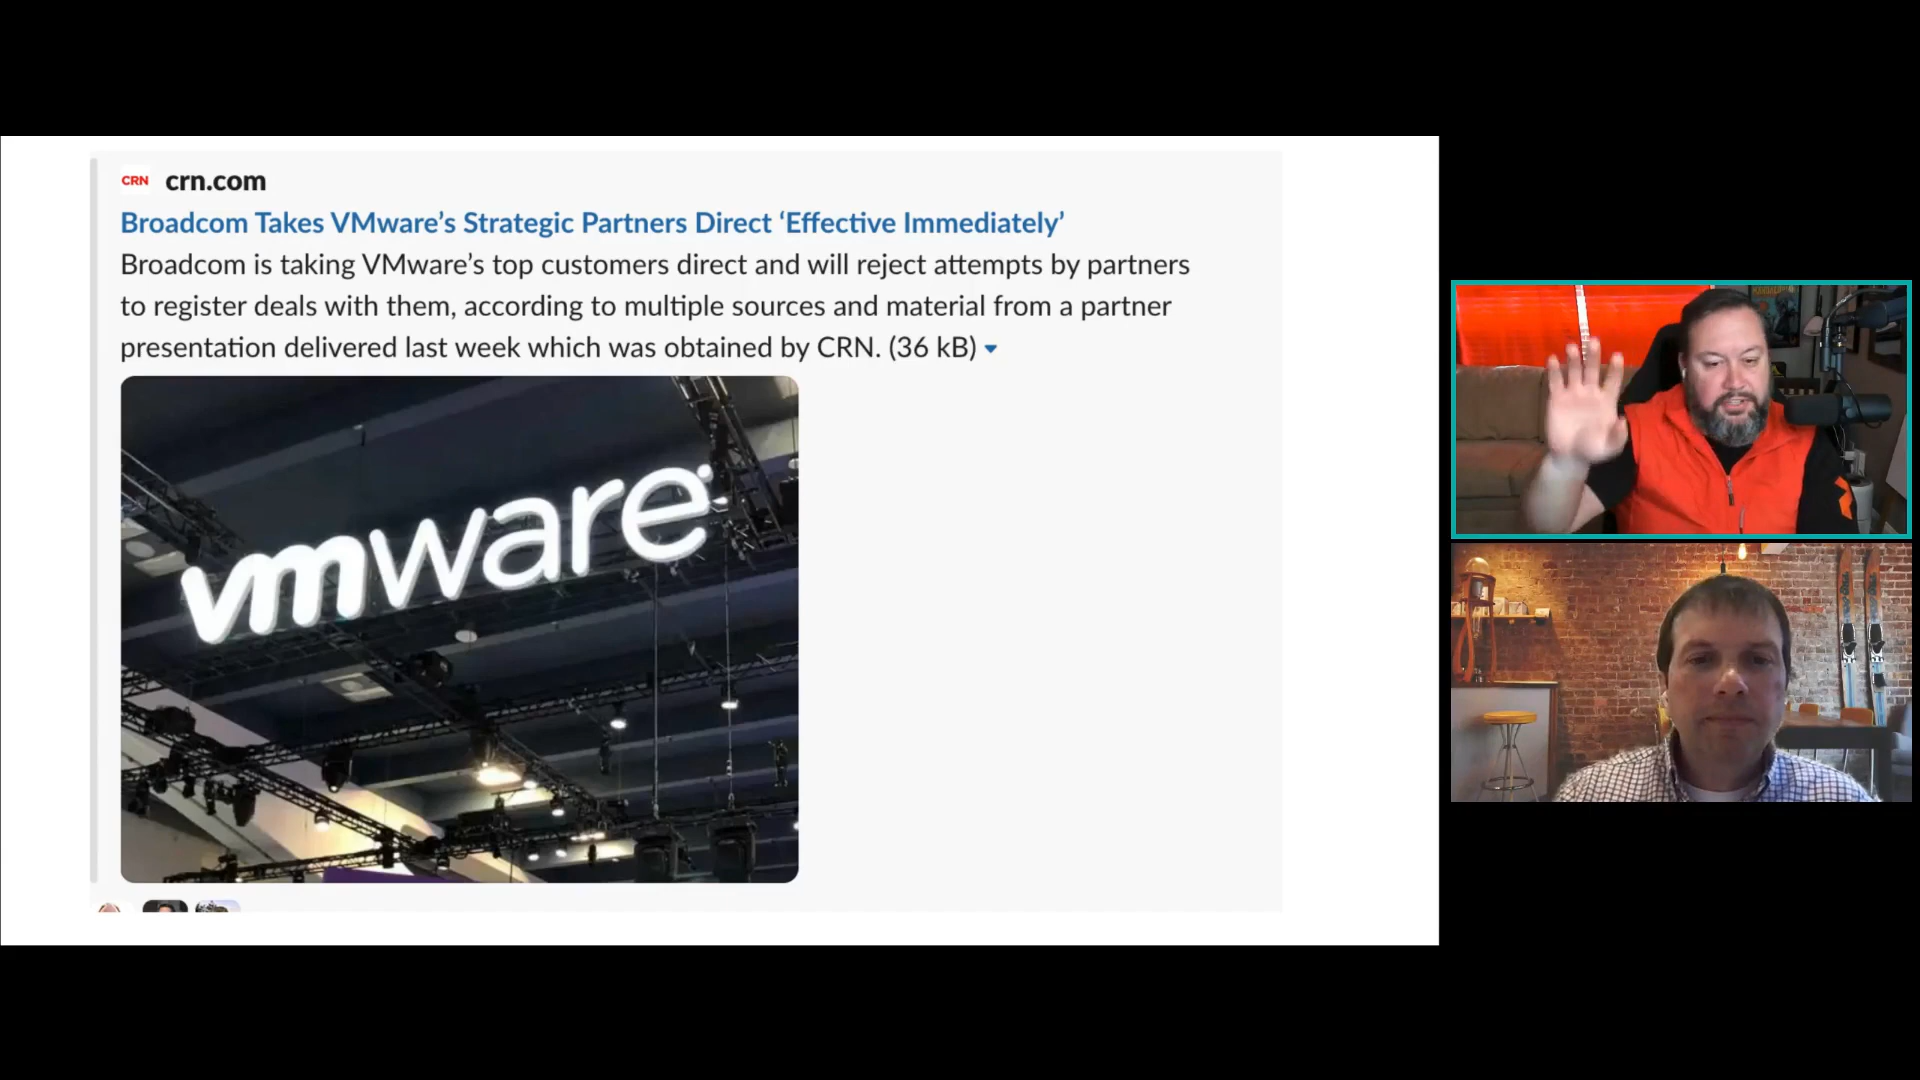 CRN crn.com
Broadcom Takes VMware’s Strategic Partners Direct ‘Effective Immediately’
Broadcom is taking VMware’s top customers direct and will reject attempts by partners
to register deals with them, according to multiple sources and material from a partner
presentation delivered last week which was obtained by CRN. (36 kB)
vmware